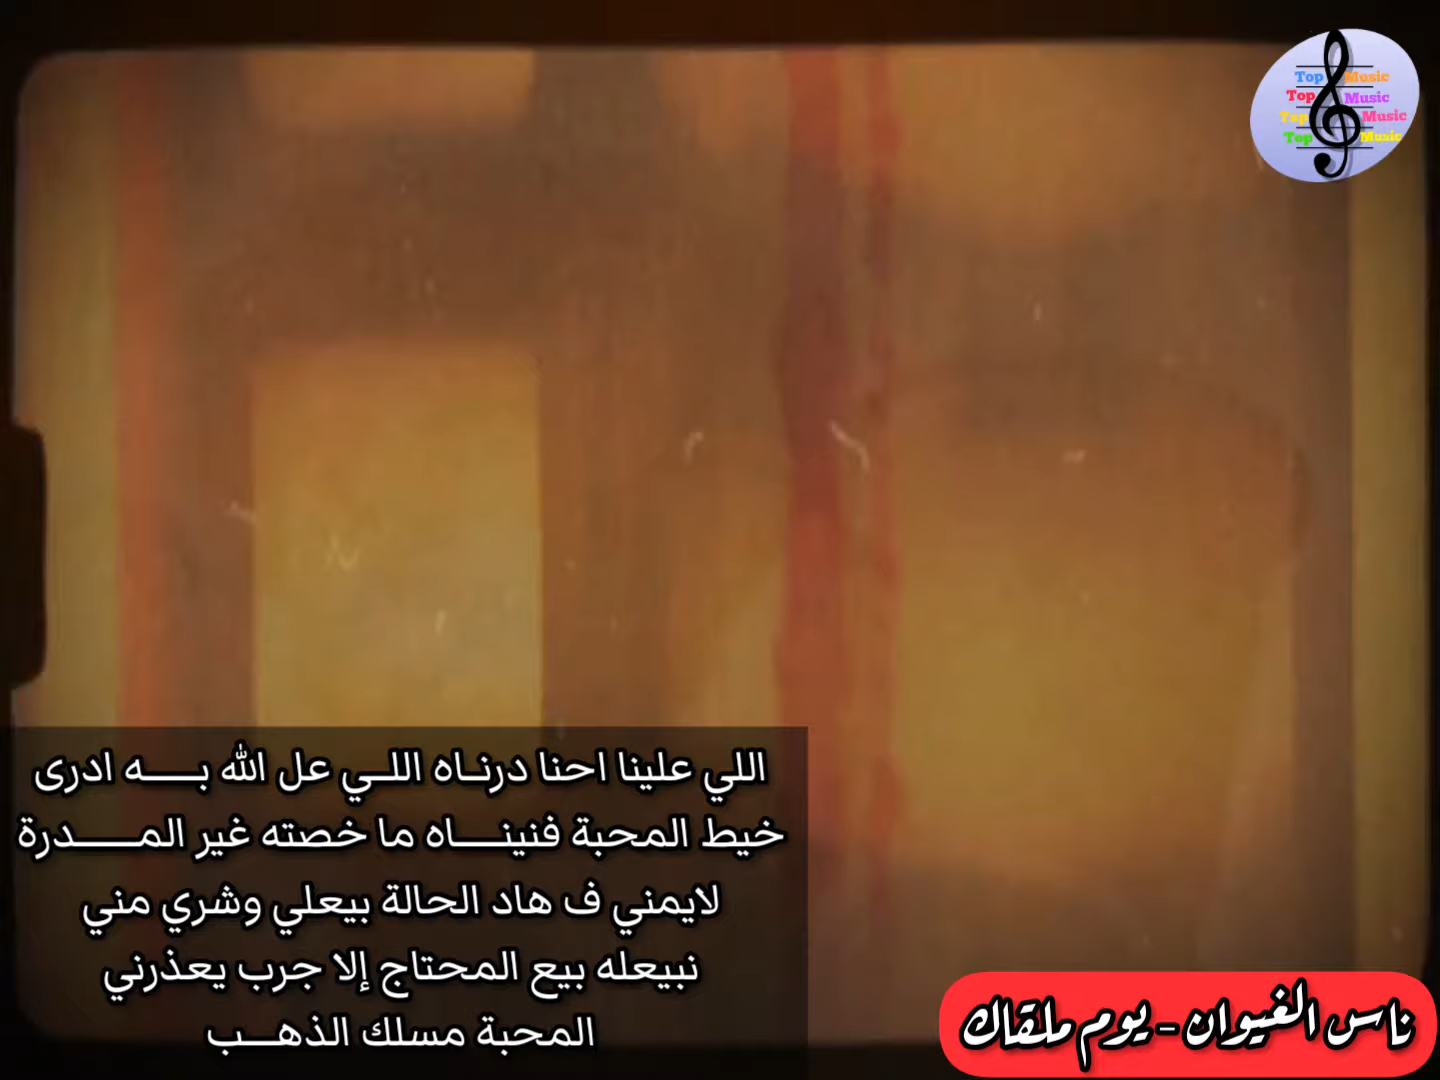 Top Music
Top Music
Top Music
Top Music
اللي علينا احنا درنـاه اللـي عل الله بـــه ادرى
خيط المحبة فنينـــاه ما خصته غير المــــدرة
لايمني ف هاد الحالة بيعلي وشري مني
نبيعله بيع المحتاج إلا جرب يعذرني
المحبة مسلك الذهـــب
ناس الغيوان - يوم ملقاك